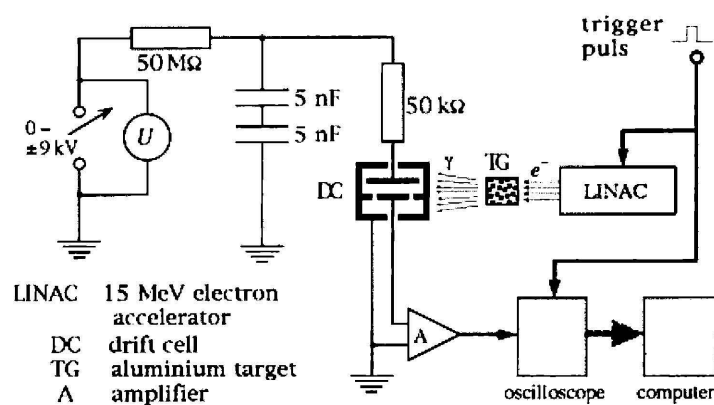 trigger
puls
50 MΩ
5 nF
5 nF
50 kΩ
0 –
±9 kV
U
DC
γ
TG
e⁻
LINAC
LINAC 15 MeV electron
accelerator
DC drift cell
TG aluminium target
A amplifier
A
oscilloscope
computer